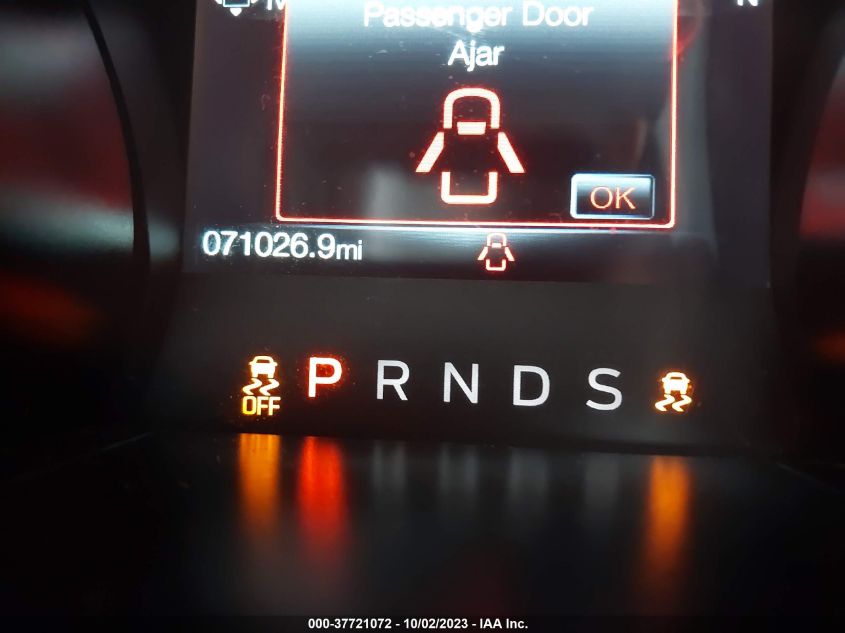 Passenger Door
Ajar
OK
071026.9mi
OFF P R N D S
000-37721072 - 10/02/2023 - IAA Inc.